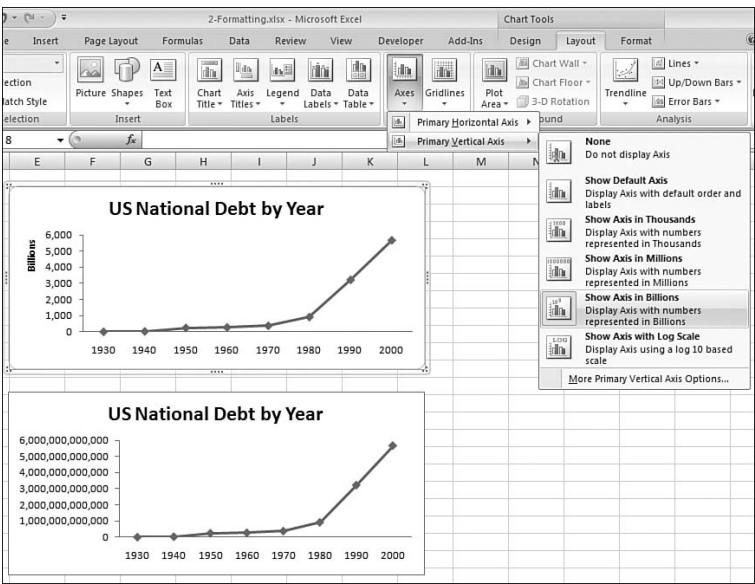 2-Formatting.xlsx - Microsoft Excel
Chart Tools
Insert Page Layout Formulas Data Review View Developer Add-Ins Design Layout Format
ection
latch Style
election
Picture Shapes Text Box
Insert
Chart Title Axis Titles Legend Data Labels Data Table
Labels
Axes Gridlines
Plot Area
Chart Wall
Chart Floor
3-D Rotation
ound
Trendline
Lines
Up/Down Bars
Error Bars
Analysis
Primary Horizontal Axis
Primary Vertical Axis
None
Do not display Axis
Show Default Axis
Display Axis with default order and
labels
Show Axis in Thousands
Display Axis with numbers
represented in Thousands
Show Axis in Millions
Display Axis with numbers
represented in Millions
Show Axis in Billions
Display Axis with numbers
represented in Billions
Show Axis with Log Scale
Display Axis using a log 10 based
scale
More Primary Vertical Axis Options...
8 fx
E F G H I J K L M N
US National Debt by Year
Billions
6,000
5,000
4,000
3,000
2,000
1,000
0
1930 1940 1950 1960 1970 1980 1990 2000
US National Debt by Year
6,000,000,000,000
5,000,000,000,000
4,000,000,000,000
3,000,000,000,000
2,000,000,000,000
1,000,000,000,000
0
1930 1940 1950 1960 1970 1980 1990 2000